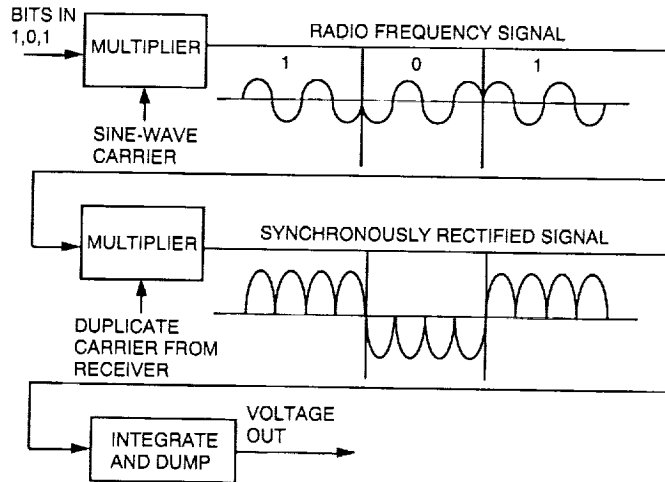 BITS IN
1,0,1
MULTIPLIER
RADIO FREQUENCY SIGNAL
1
0
1
SINE-WAVE
CARRIER
MULTIPLIER
SYNCHRONOUSLY RECTIFIED SIGNAL
DUPLICATE
CARRIER FROM
RECEIVER
INTEGRATE
AND DUMP
VOLTAGE
OUT